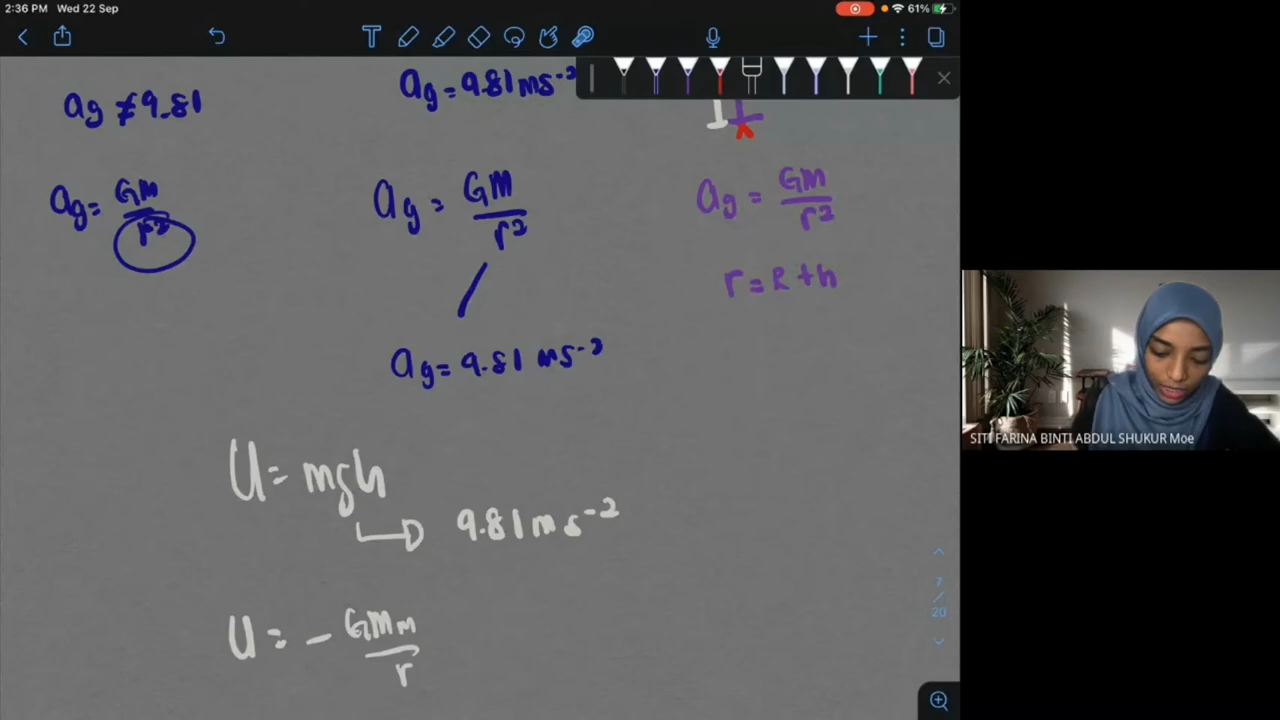 2:36 PM Wed 22 Sep
61%
T
ag ≠ 9.81
ag = 9.81 ms⁻²
ag = GM/r²
ag = GM/r²
ag = GM/r²
r = R + h
ag = 9.81 ms⁻²
U = mgh
9.81 ms⁻²
U = - GMm/r
7
/
20
SITI FARINA BINTI ABDUL SHUKUR Moe